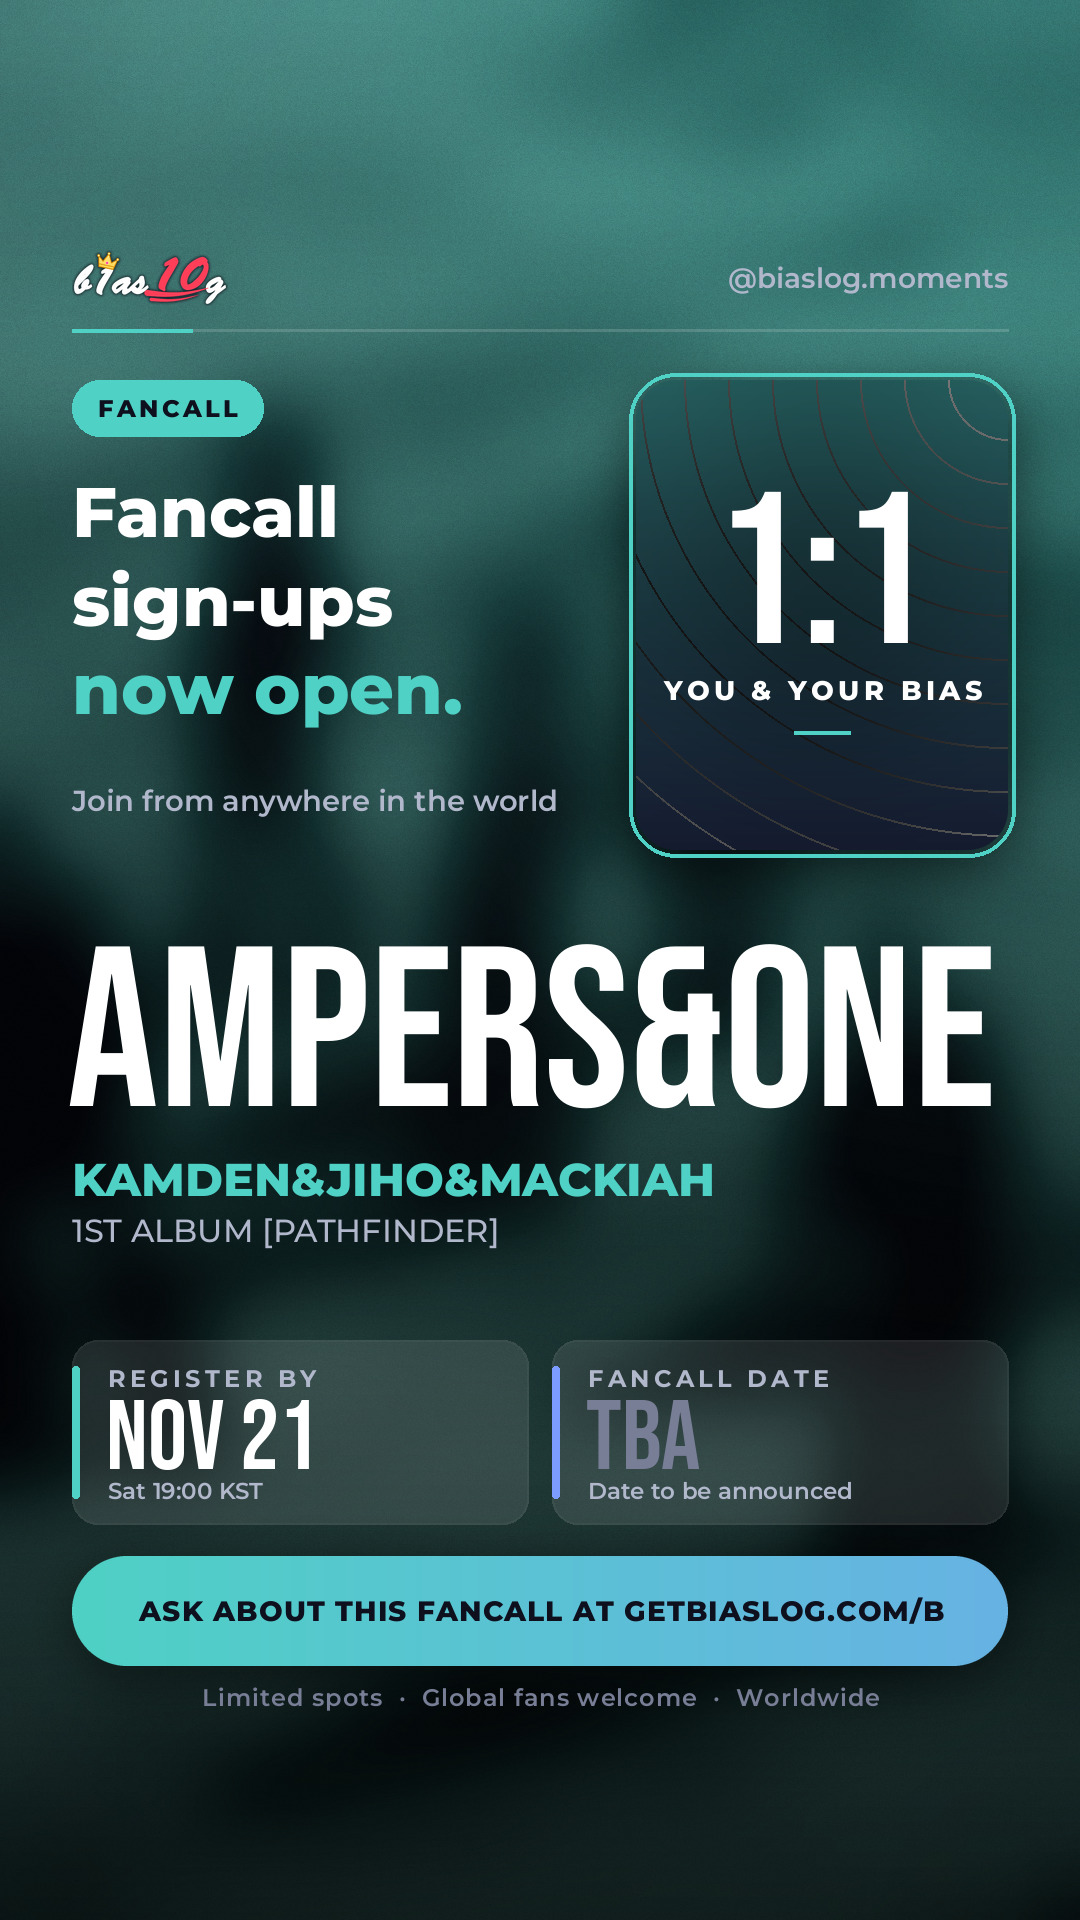 b1as10g
@biaslog.moments
FANCALL
Fancall
sign-ups
now open.
Join from anywhere in the world
1:1
YOU & YOUR BIAS
AMPERS&ONE
KAMDEN&JIHO&MACKIAH
1ST ALBUM [PATHFINDER]
REGISTER BY
NOV 21
Sat 19:00 KST
FANCALL DATE
TBA
Date to be announced
ASK ABOUT THIS FANCALL AT GETBIASLOG.COM/B
Limited spots · Global fans welcome · Worldwide